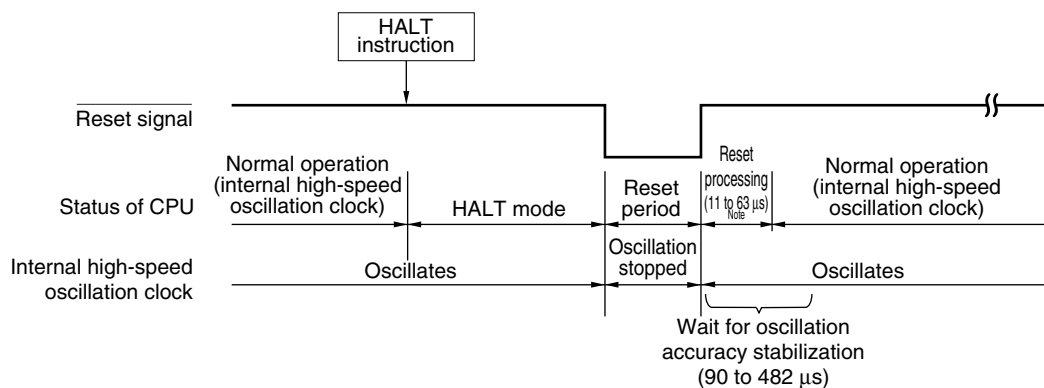 HALT
instruction
Reset signal
Normal operation
(internal high-speed
oscillation clock)
Status of CPU
HALT mode
Reset
period
Reset
processing
(11 to 63 µs)
Note
Normal operation
(internal high-speed
oscillation clock)
Internal high-speed
oscillation clock
Oscillates
Oscillation
stopped
Oscillates
Wait for oscillation
accuracy stabilization
(90 to 482 µs)